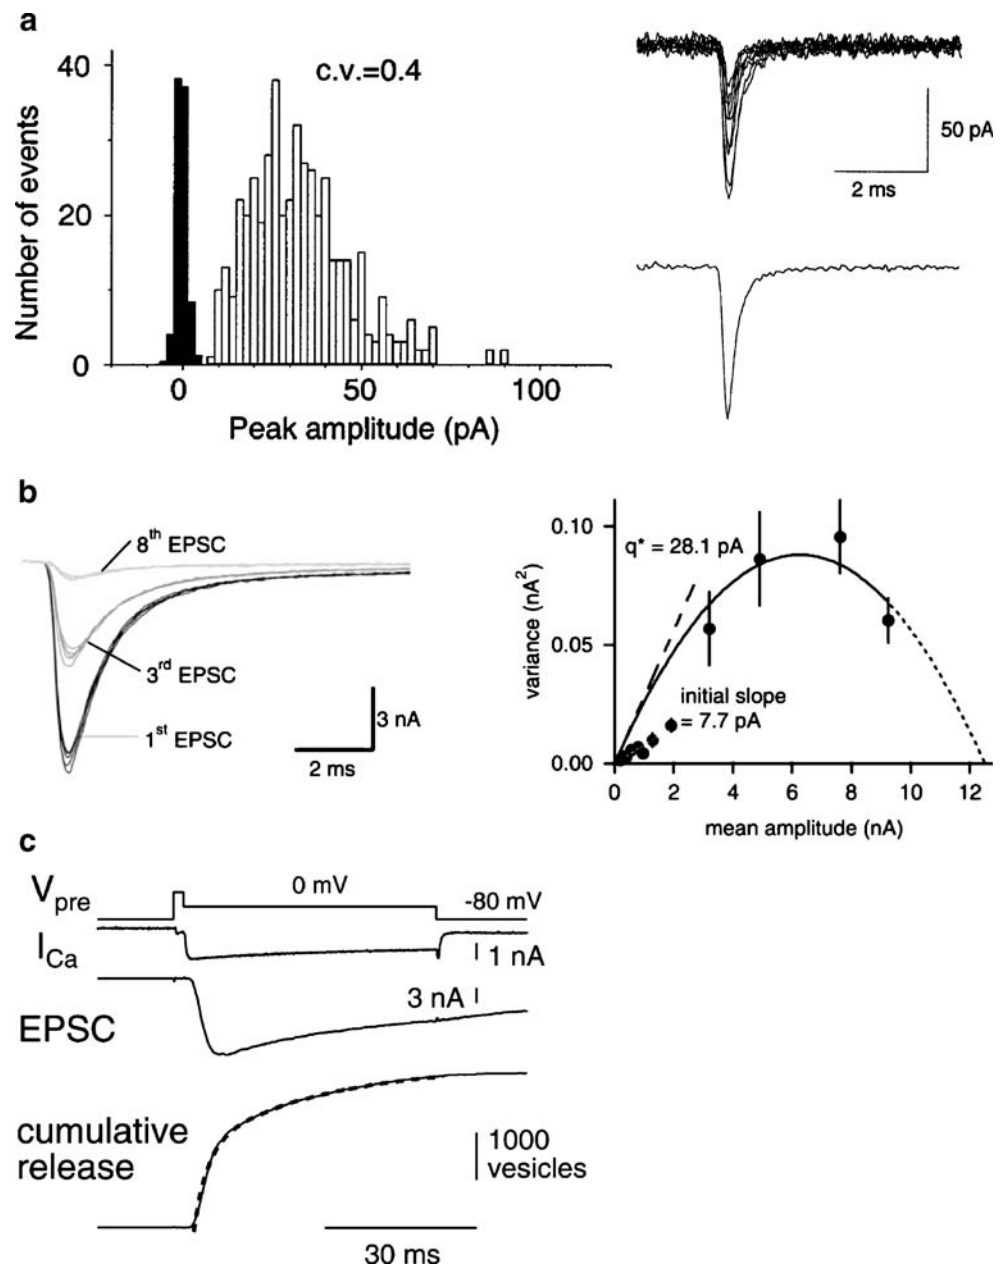 a
c.v.=0.4
40
20
0
Number of events
0
50
100
Peak amplitude (pA)
50 pA
2 ms
b
8th EPSC
3rd EPSC
1st EPSC
3 nA
2 ms
0.10
0.05
0.00
variance (nA²)
q* = 28.1 pA
initial slope
= 7.7 pA
0 2 4 6 8 10 12
mean amplitude (nA)
c
Vpre
0 mV
-80 mV
ICa
1 nA
3 nA
EPSC
cumulative
release
1000
vesicles
30 ms